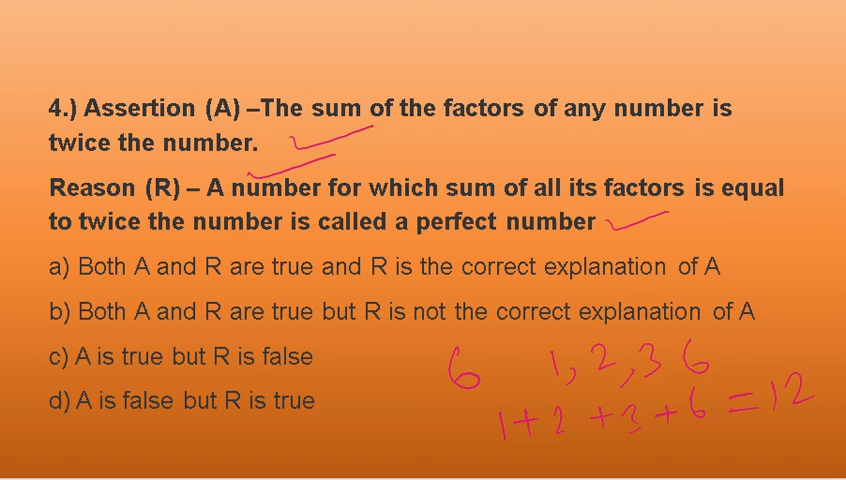 4.) Assertion (A) –The sum of the factors of any number is
twice the number.
Reason (R) – A number for which sum of all its factors is equal
to twice the number is called a perfect number
a) Both A and R are true and R is the correct explanation of A
b) Both A and R are true but R is not the correct explanation of A
c) A is true but R is false
6 1, 2, 3 6
d) A is false but R is true
1 + 2 + 3 + 6 = 12